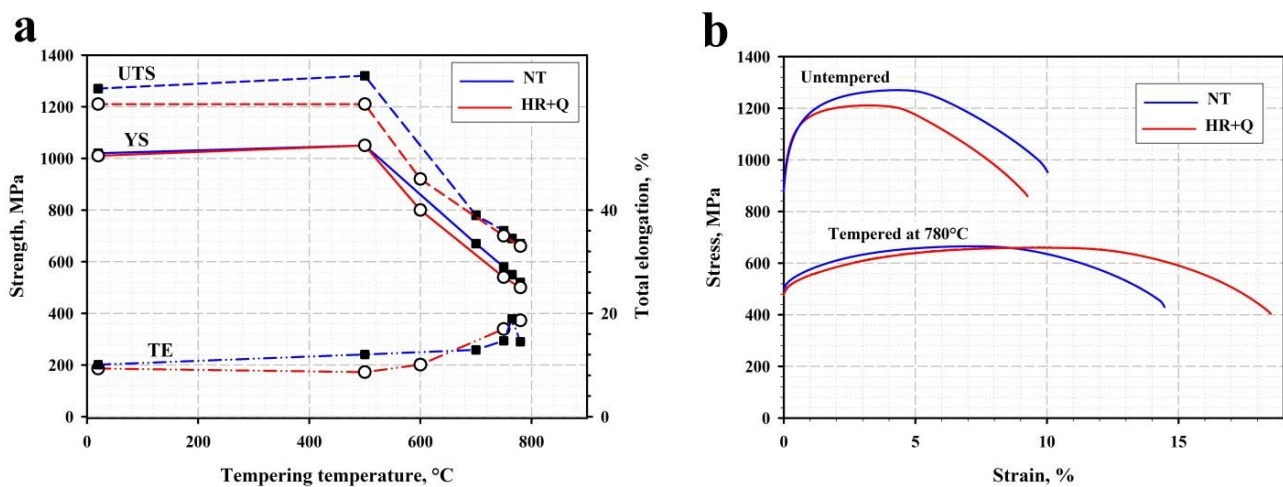 a
1400
1200
1000
800
600
400
200
0
UTS
YS
TE
NT
HR+Q
40
20
0
0 200 400 600 800
Strength, MPa
Total elongation, %
Tempering temperature, °C
b
1400
1200
1000
800
600
400
200
0
Untempered
NT
HR+Q
Tempered at 780°C
0 5 10 15
Stress, MPa
Strain, %